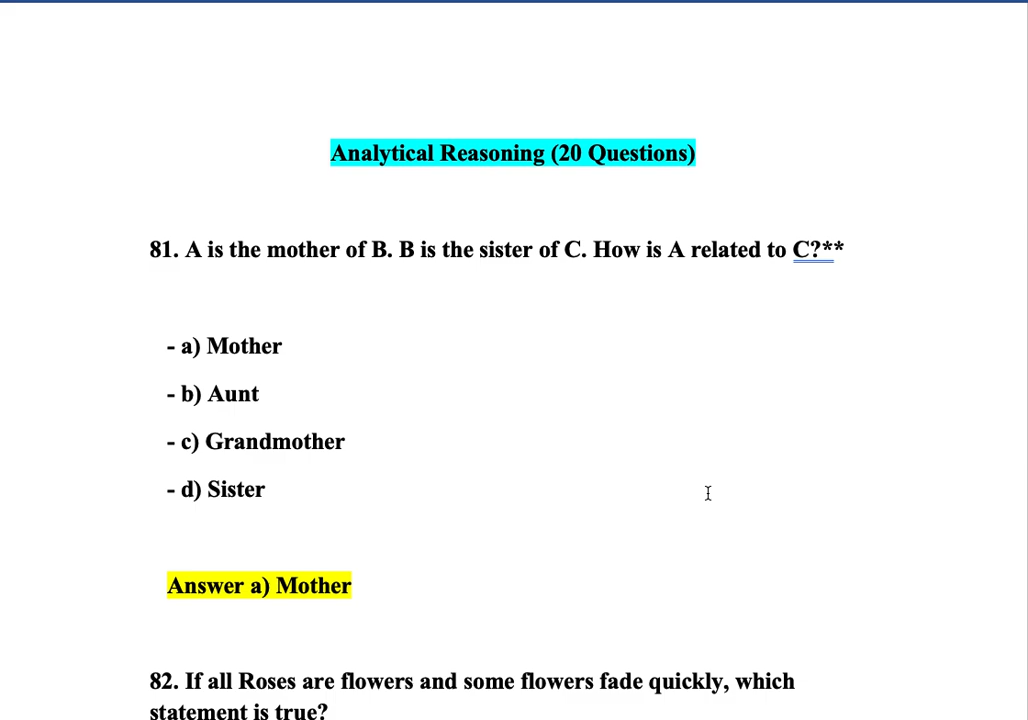 Analytical Reasoning (20 Questions)
81. A is the mother of B. B is the sister of C. How is A related to C?**
- a) Mother
- b) Aunt
- c) Grandmother
- d) Sister
Answer a) Mother
82. If all Roses are flowers and some flowers fade quickly, which
statement is true?